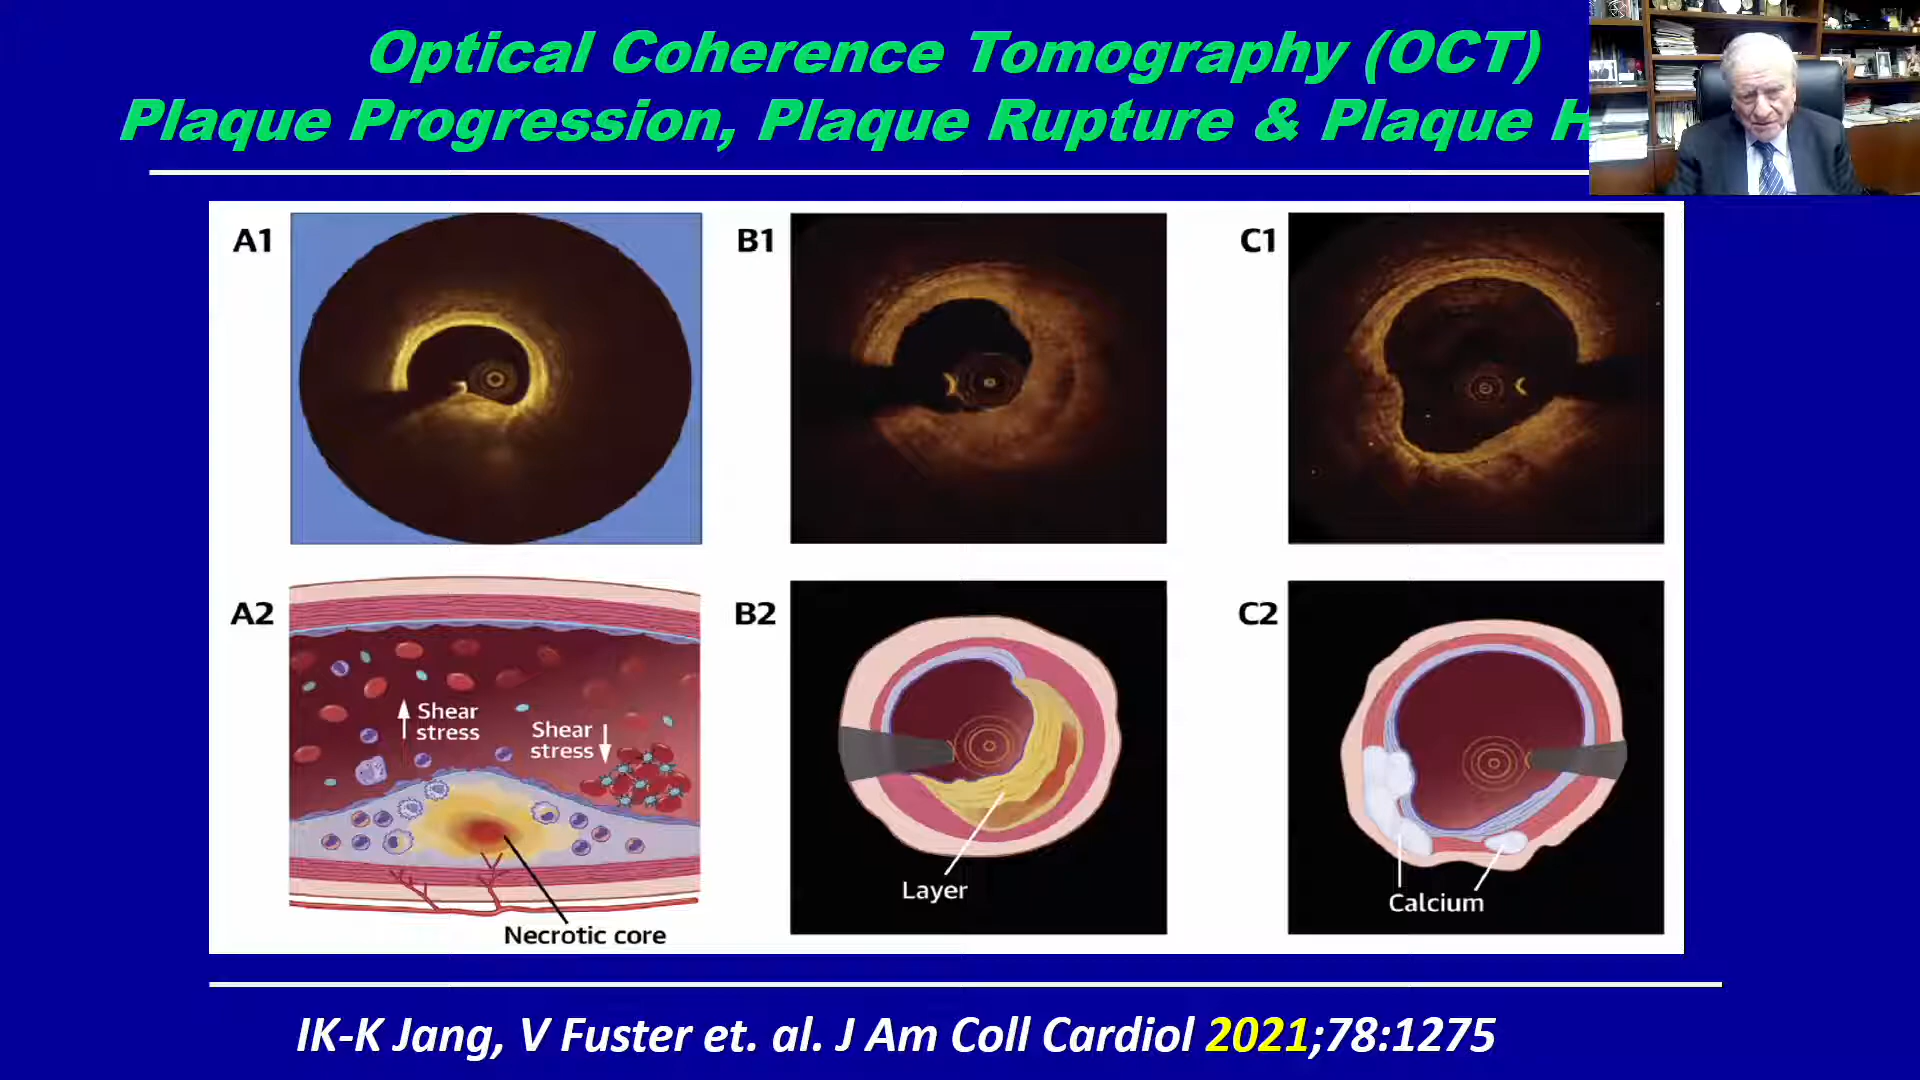 Optical Coherence Tomography (OCT)
Plaque Progression, Plaque Rupture & Plaque H
A1
B1
C1
A2
Shear
stress
Shear
stress
Necrotic core
B2
Layer
C2
Calcium
IK-K Jang, V Fuster et. al. J Am Coll Cardiol 2021;78:1275